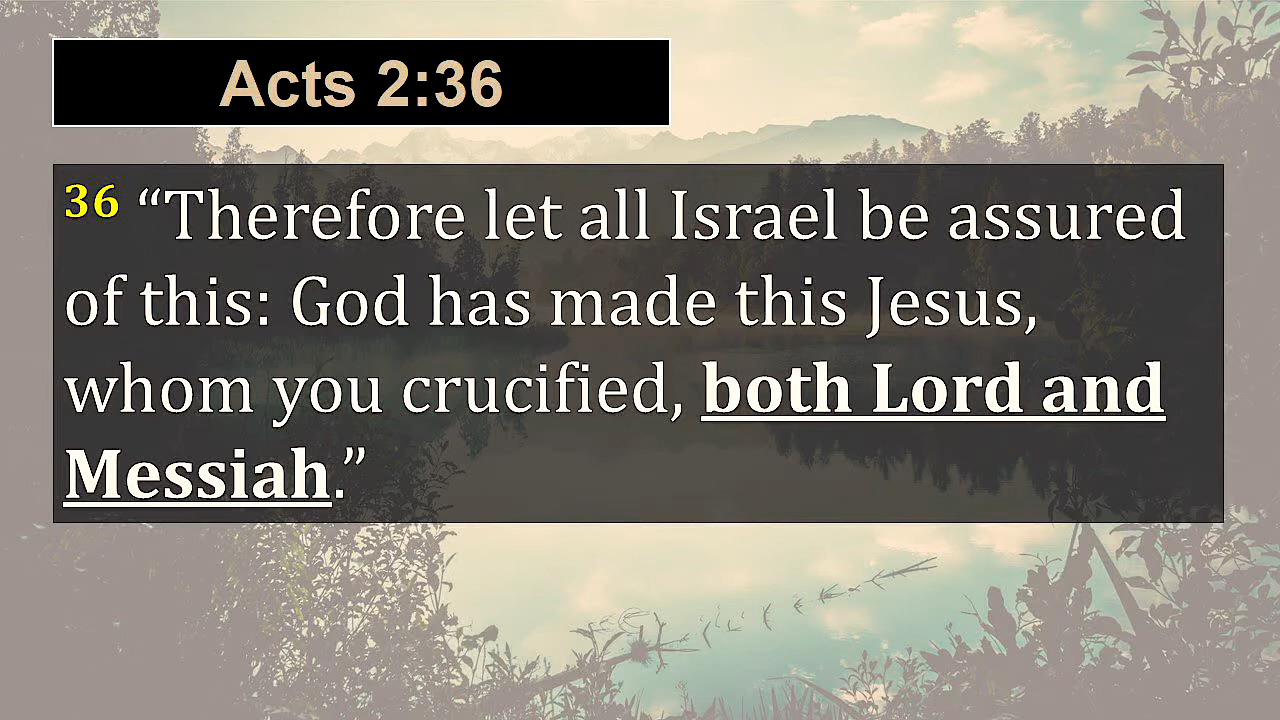 Acts 2:36
36 “Therefore let all Israel be assured
of this: God has made this Jesus,
whom you crucified, both Lord and
Messiah.”